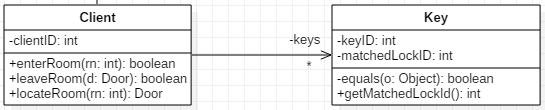 Client
-clientID: int
+enterRoom(rn: int): boolean
+leaveRoom(d: Door): boolean
+locateRoom(rn: int): Door
-keys
*
Key
-keyID: int
-matchedLockID: int
-equals(o: Object): boolean
+getMatchedLockId(): int